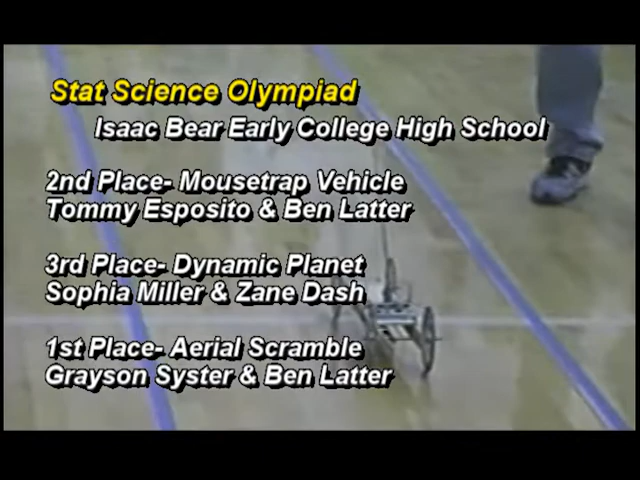 Stat Science Olympiad
Isaac Bear Early College High School
2nd Place- Mousetrap Vehicle
Tommy Esposito & Ben Latter
3rd Place- Dynamic Planet
Sophia Miller & Zane Dash
1st Place- Aerial Scramble
Grayson Syster & Ben Latter